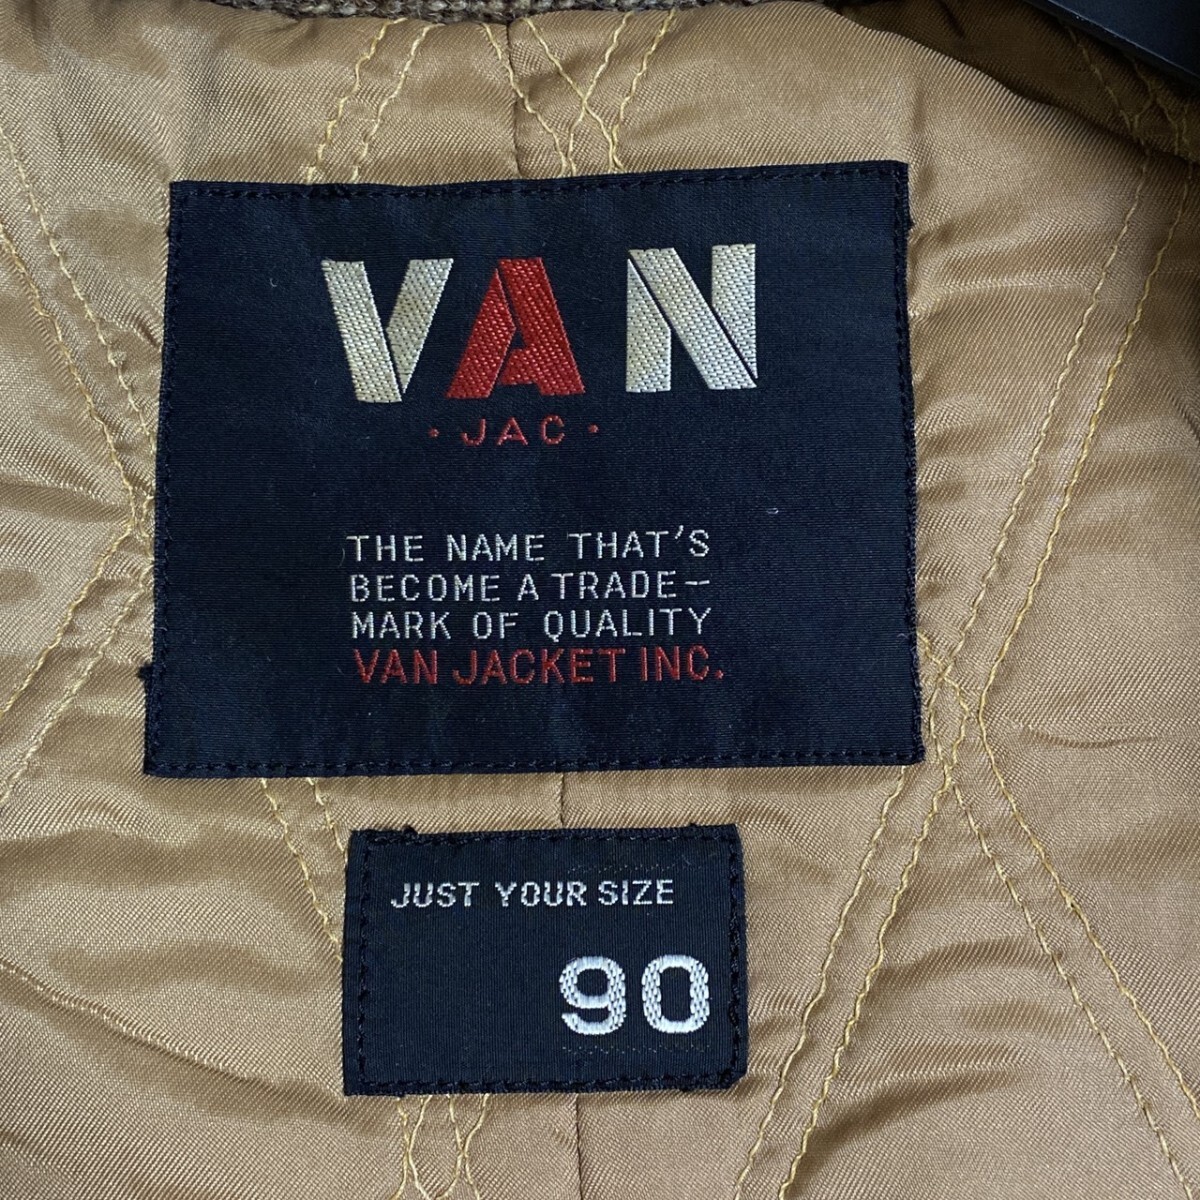 VAN
· JAC ·
THE NAME THAT'S
BECOME A TRADE-
MARK OF QUALITY
VAN JACKET INC.
JUST YOUR SIZE
90